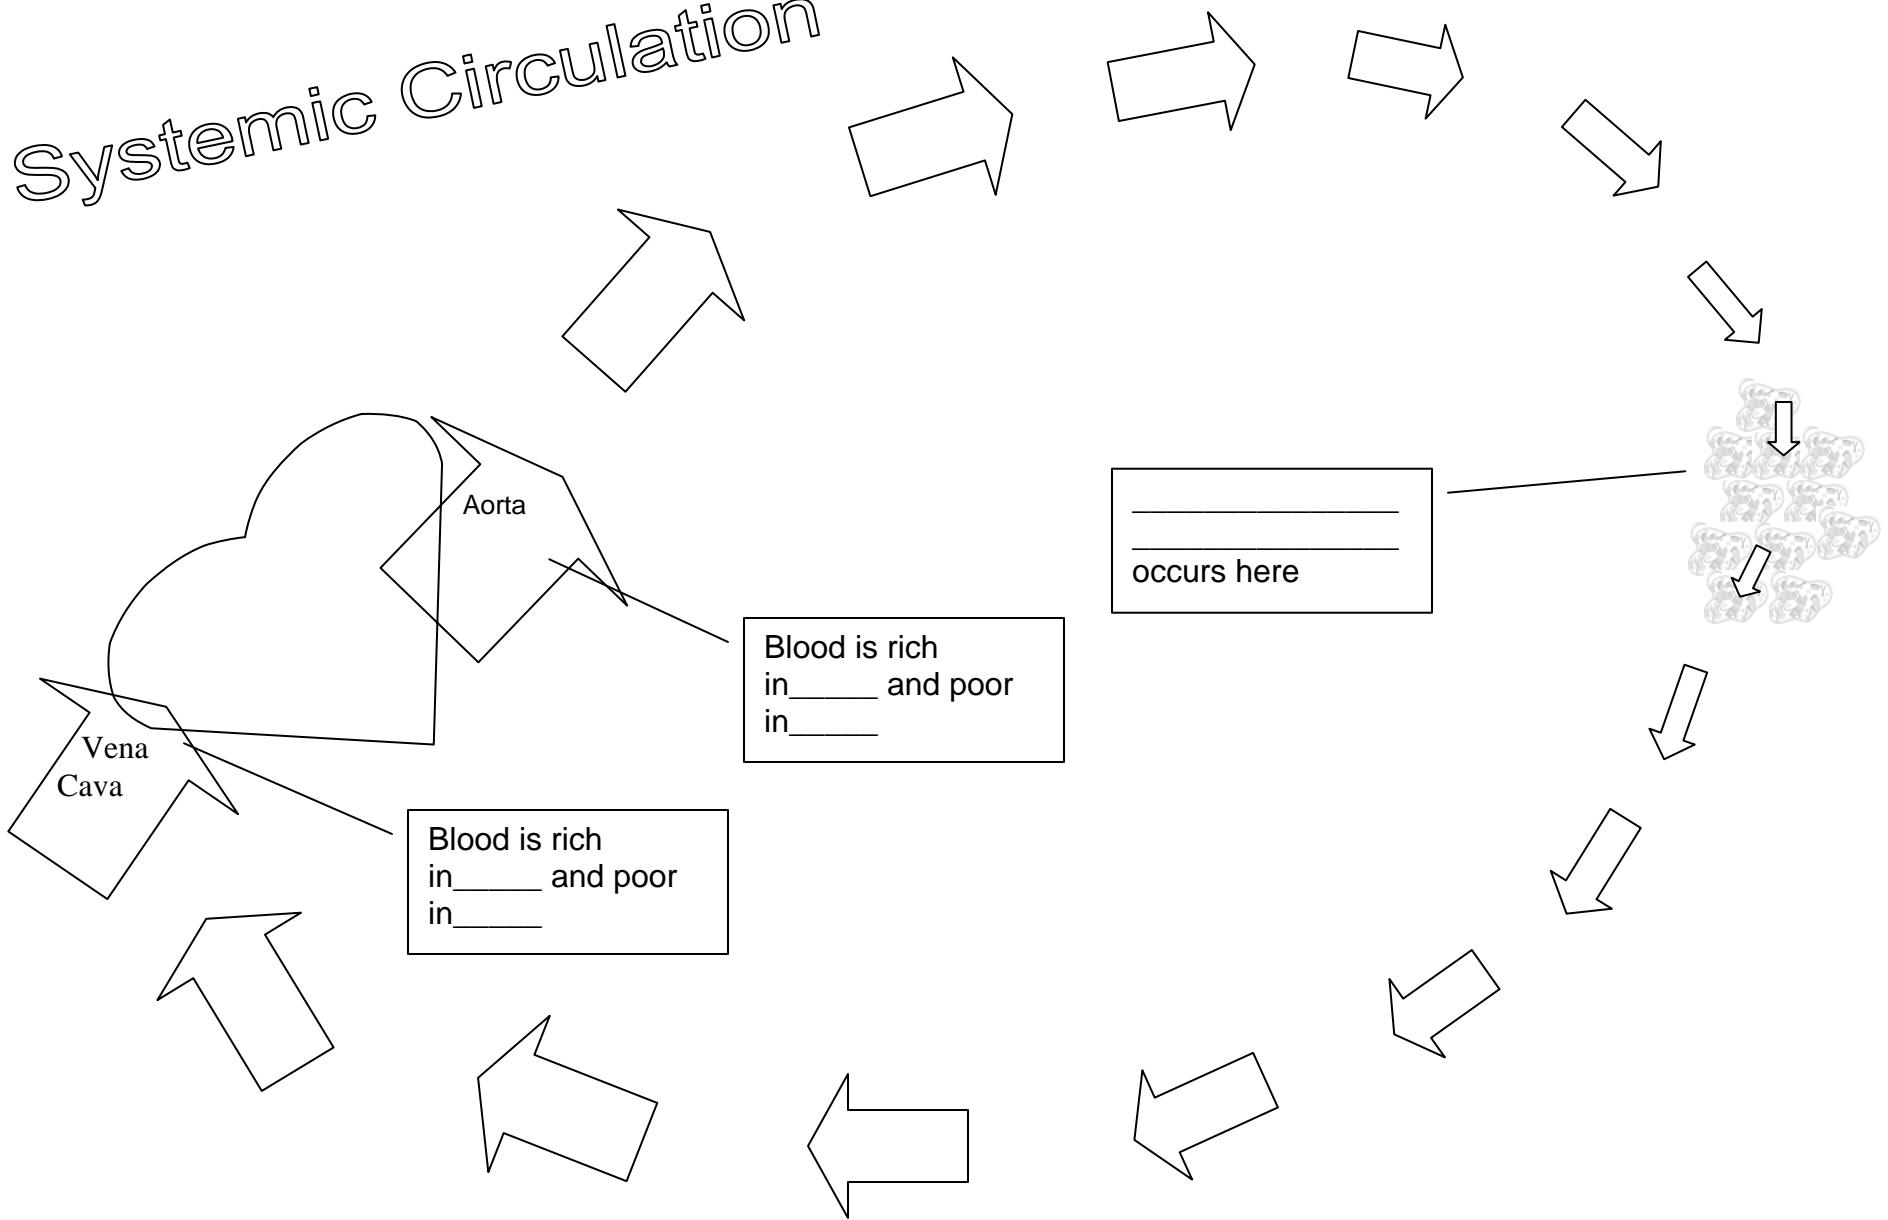 Systemic Circulation
Aorta
_______________
_______________
occurs here
Blood is rich
in_____ and poor
in_____
Vena
Cava
Blood is rich
in_____ and poor
in_____